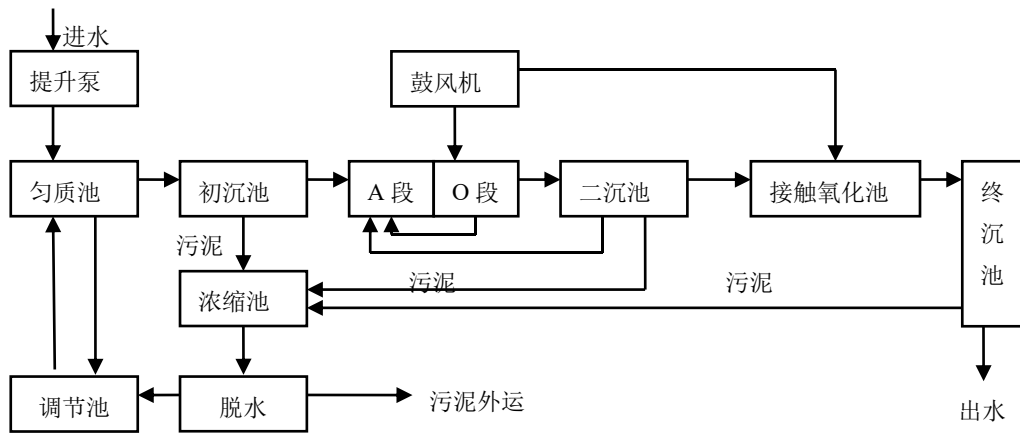 进水
提升泵
鼓风机
匀质池
初沉池
A 段
O 段
二沉池
接触氧化池
终沉池
污泥
污泥
污泥
浓缩池
调节池
脱水
污泥外运
出水